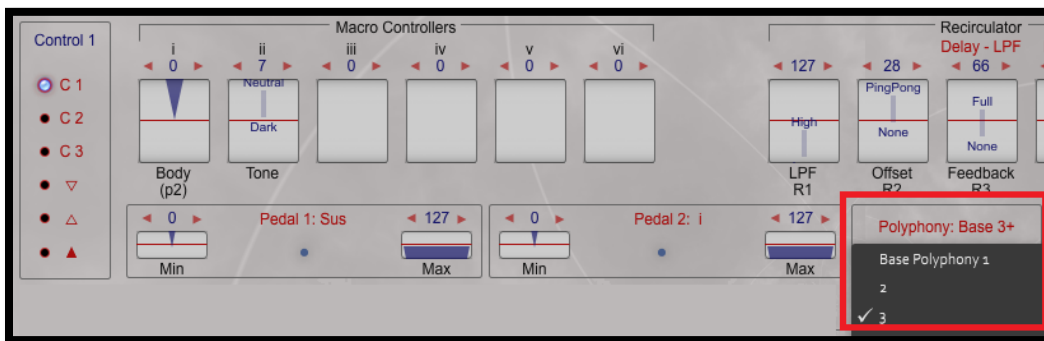 Control 1
C 1
C 2
C 3
Macro Controllers
i ii iii iv v vi
0 7 0 0 0 0
Neutral
Dark
Body Tone
(p2)
Recirculator
Delay - LPF
127 28 66
High
PingPong
None
Full
None
LPF Offset Feedback
R1 R2 R3
0 Pedal 1: Sus 127
Min Max
0 Pedal 2: i 127
Min Max
Polyphony: Base 3+
Base Polyphony 1
2
3